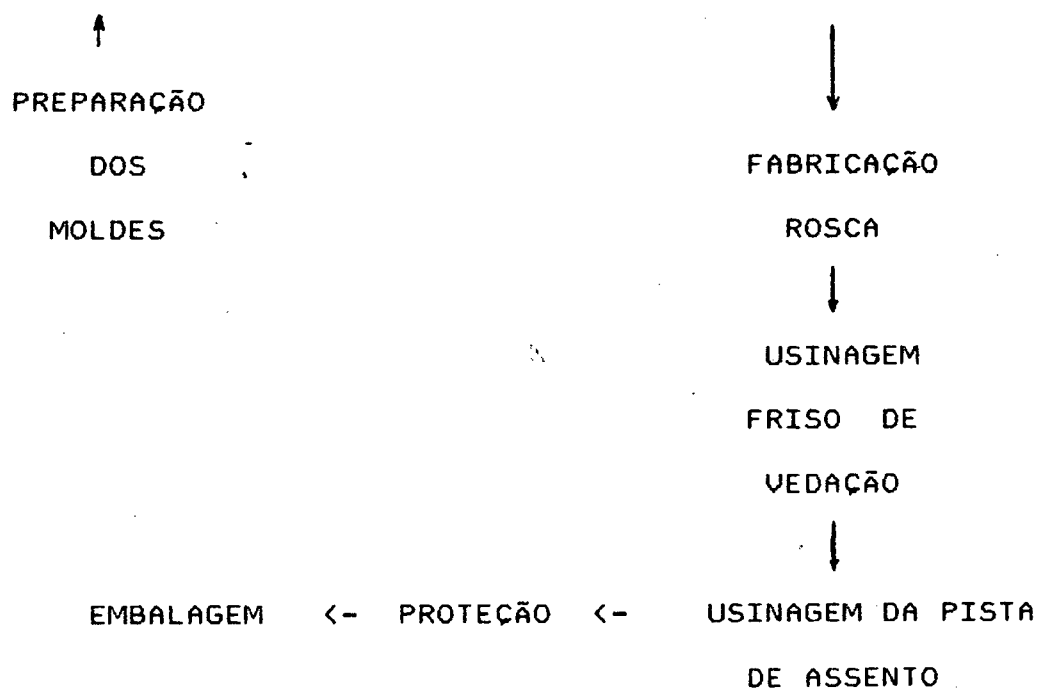 PREPARAÇÃO
DOS
MOLDES
FABRICAÇÃO
ROSCA
USINAGEM
FRISO DE
VEDAÇÃO
EMBALAGEM <- PROTEÇÃO <- USINAGEM DA PISTA
DE ASSENTO